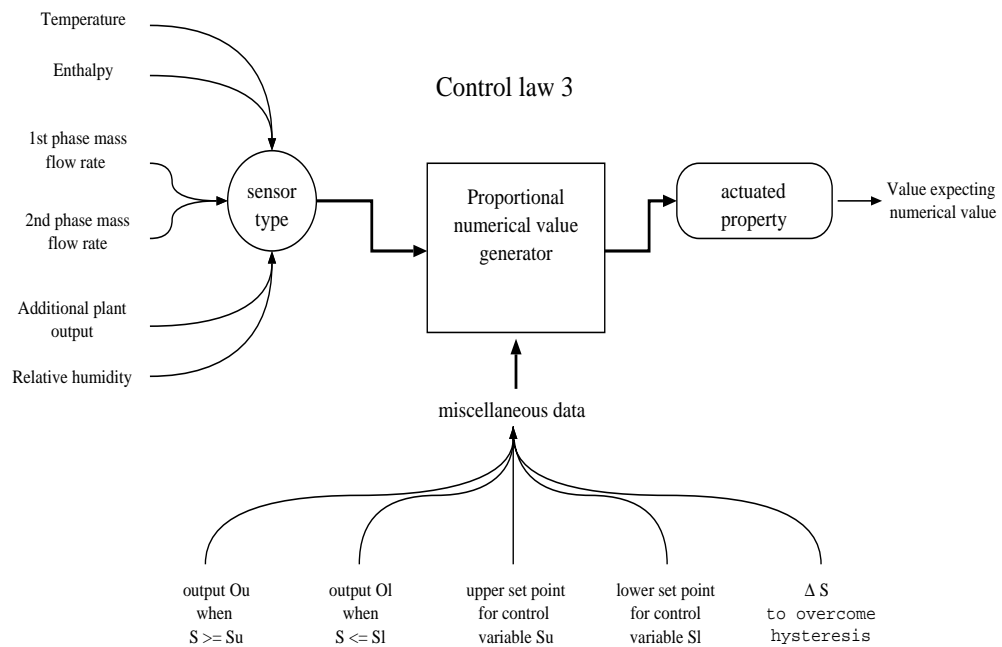 Temperature
Enthalpy
Control law 3
1st phase mass
flow rate
2nd phase mass
flow rate
Additional plant
output
Relative humidity
sensor
type
Proportional
numerical value
generator
actuated
property
Value expecting
numerical value
miscellaneous data
output Ou
when
S >= Su
output Ol
when
S <= Sl
upper set point
for control
variable Su
lower set point
for control
variable Sl
Δ S
to overcome
hysteresis